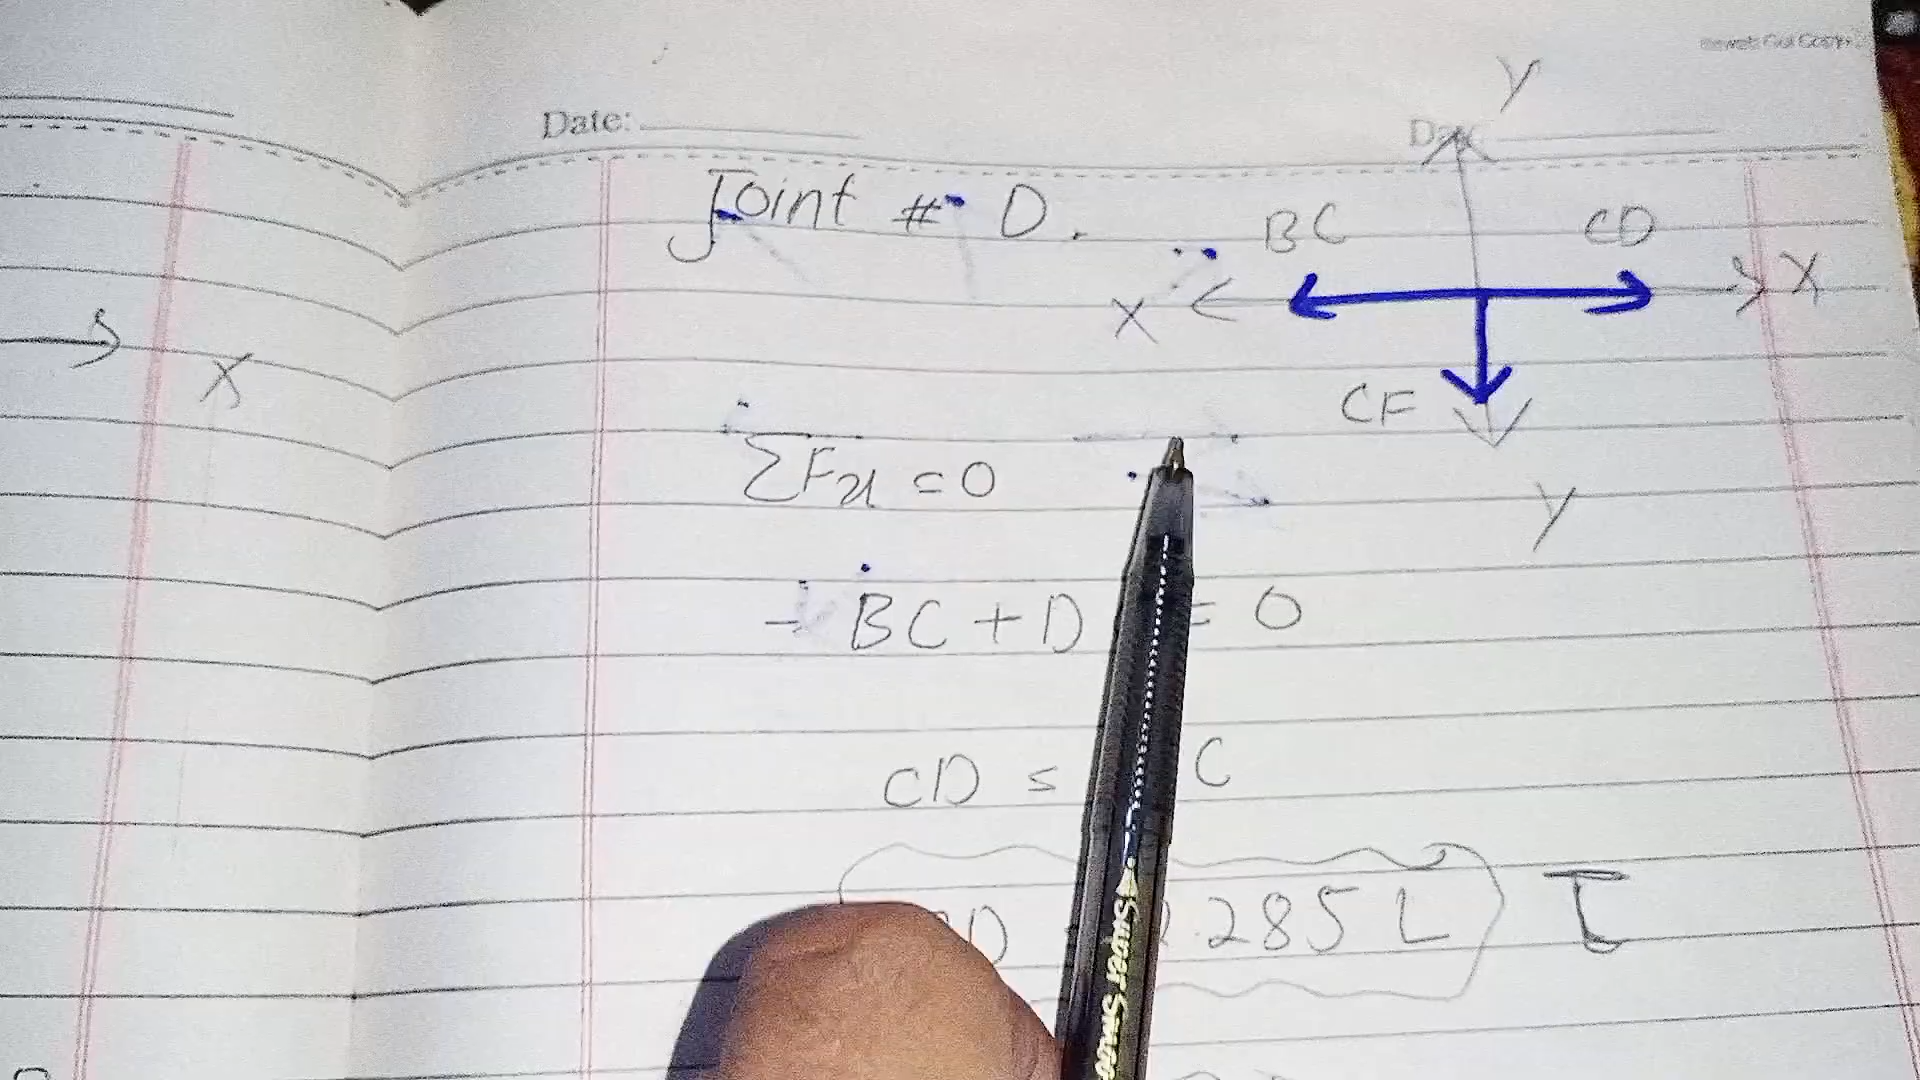 Date:
Y
Joint # D.
BC
CD
X
X
X
CF
ΣFx = 0
Y
- BC + D = 0
CD = C
D .285 L T